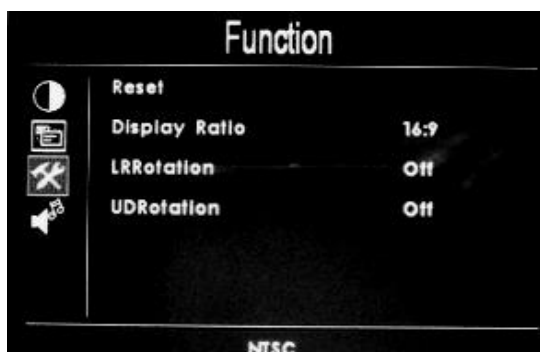 Function
Reset
Display Ratio 16:9
LRRotation Off
UDRotation Off
NTSC